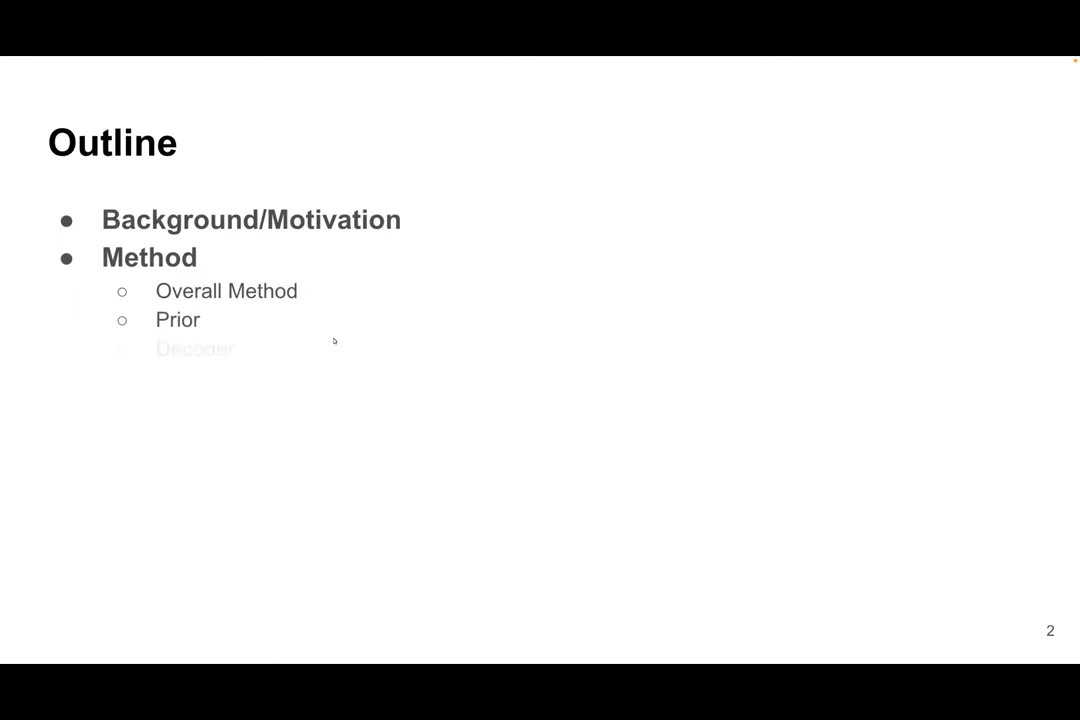 Outline
● Background/Motivation
● Method
○ Overall Method
○ Prior
Decoder
2